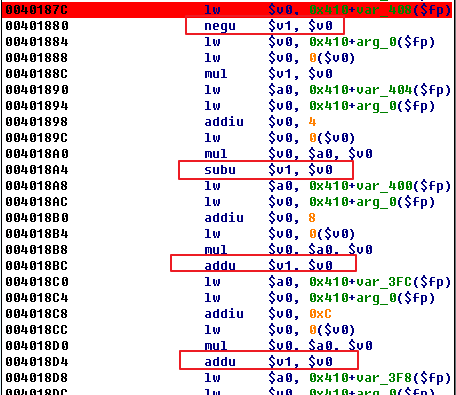 0040187C lw $v0, 0x410+var_408($fp)
00401880 negu $v1, $v0
00401884 lw $v0, 0x410+arg_0($fp)
00401888 lw $v0, 0($v0)
0040188C mul $v1, $v0
00401890 lw $a0, 0x410+var_404($fp)
00401894 lw $v0, 0x410+arg_0($fp)
00401898 addiu $v0, 4
0040189C lw $v0, 0($v0)
004018A0 mul $v0, $a0, $v0
004018A4 subu $v1, $v0
004018A8 lw $a0, 0x410+var_400($fp)
004018AC lw $v0, 0x410+arg_0($fp)
004018B0 addiu $v0, 8
004018B4 lw $v0, 0($v0)
004018B8 mul $v0, $a0, $v0
004018BC addu $v1, $v0
004018C0 lw $a0, 0x410+var_3FC($fp)
004018C4 lw $v0, 0x410+arg_0($fp)
004018C8 addiu $v0, 0xC
004018CC lw $v0, 0($v0)
004018D0 mul $v0, $a0, $v0
004018D4 addu $v1, $v0
004018D8 lw $a0, 0x410+var_3F8($fp)